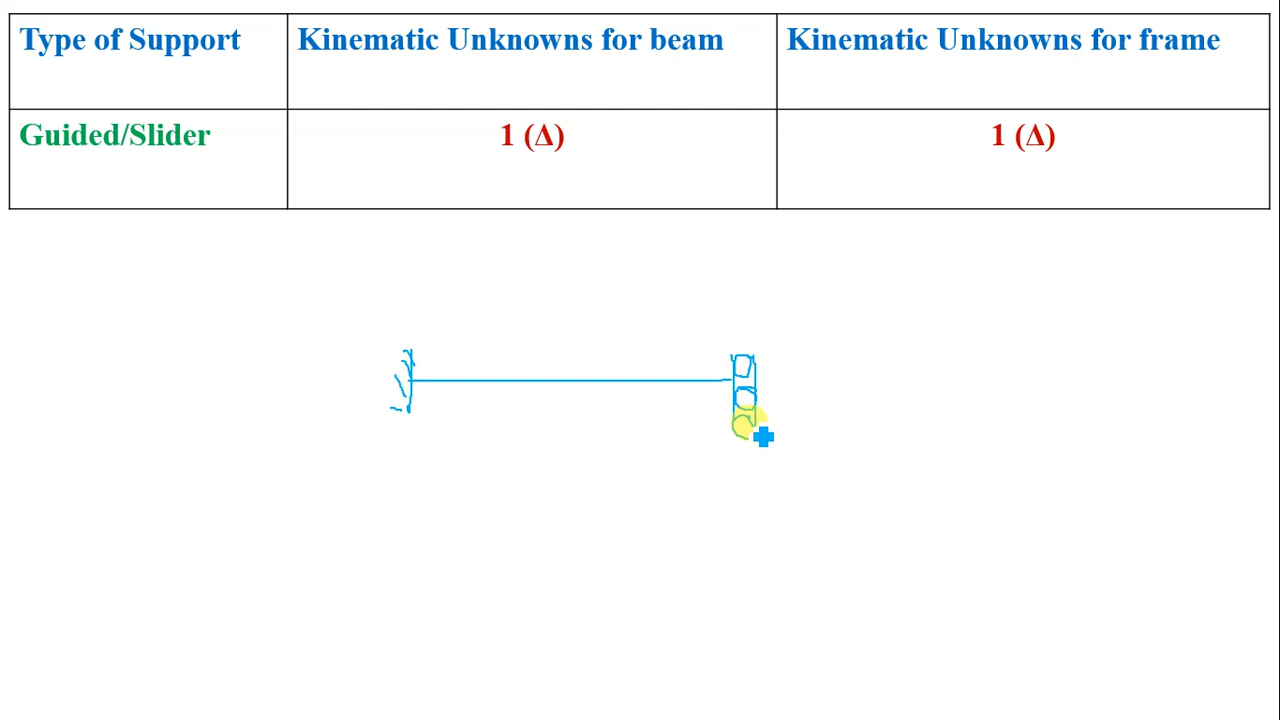 Type of Support
Kinematic Unknowns for beam
Kinematic Unknowns for frame
Guided/Slider
1 (Δ)
1 (Δ)